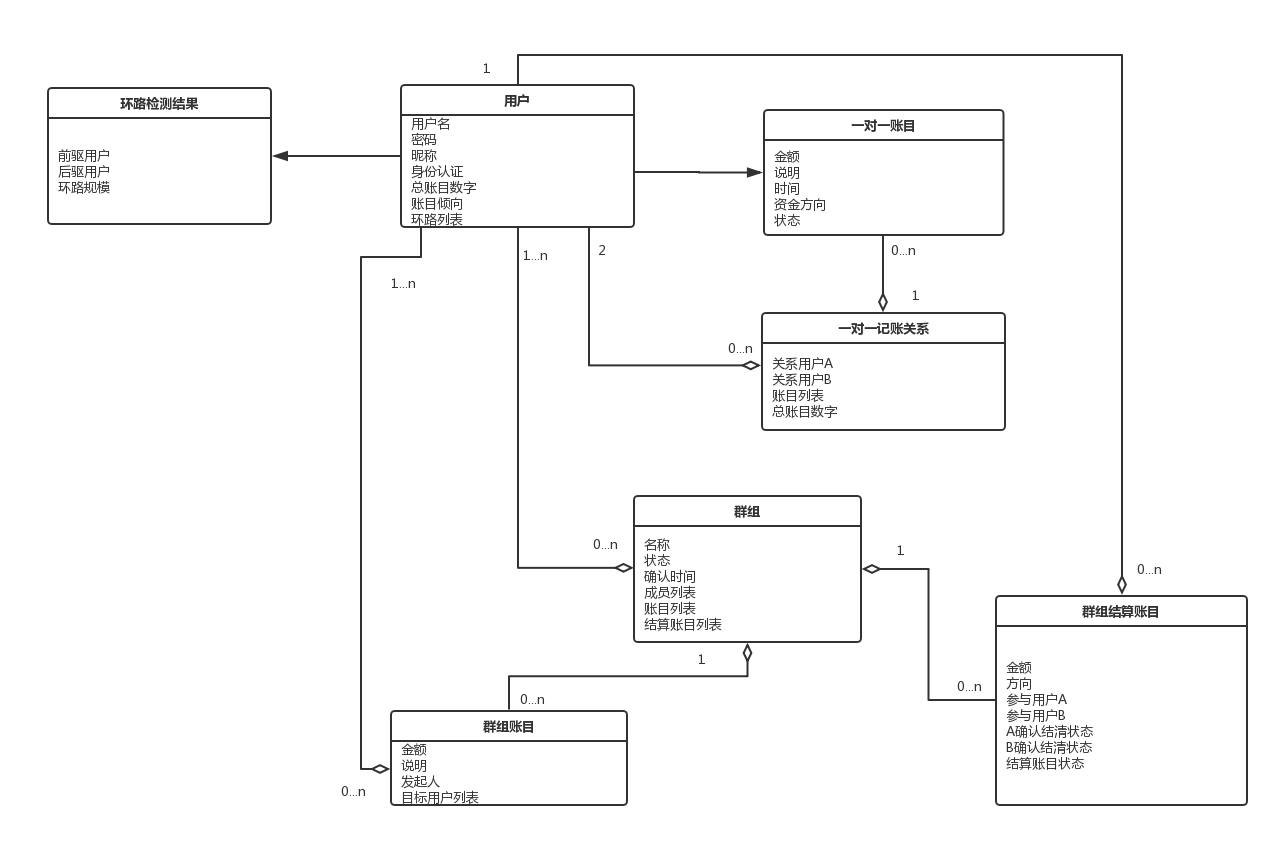 1
环路检测结果
前驱用户
后驱用户
环路规模
用户
用户名
密码
昵称
身份认证
总账目数字
账目倾向
环路列表
一对一账目
金额
说明
时间
资金方向
状态
1...n
1...n
2
0...n
1
0...n
一对一记账关系
关系用户A
关系用户B
账目列表
总账目数字
群组
名称
状态
确认时间
成员列表
账目列表
结算账目列表
0...n
1
0...n
群组结算账目
金额
方向
参与用户A
参与用户B
A确认结清状态
B确认结清状态
结算账目状态
0...n
1
0...n
群组账目
金额
说明
发起人
目标用户列表
0...n